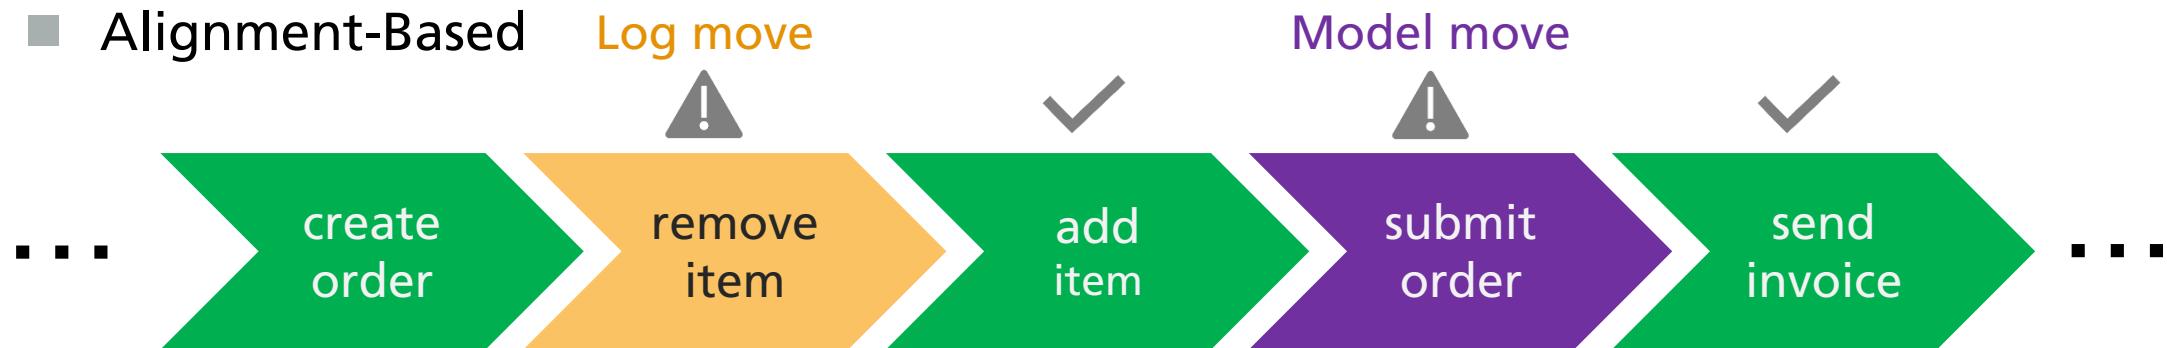 Alignment-Based
Log move
Model move
...
create
order
remove
item
add
item
submit
order
send
invoice
...